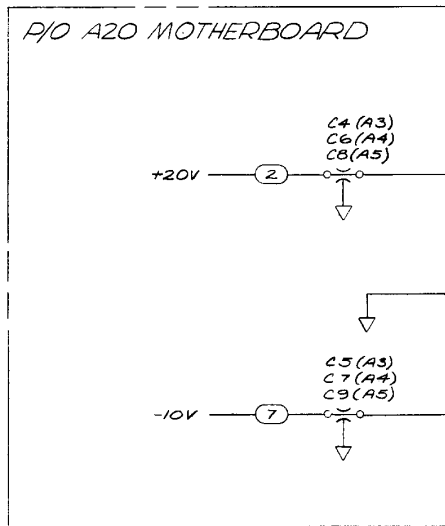 P/O A20 MOTHERBOARD
C4 (A3)
C6 (A4)
C8 (A5)
+20V
2
C5 (A3)
C7 (A4)
C9 (A5)
-10V
7